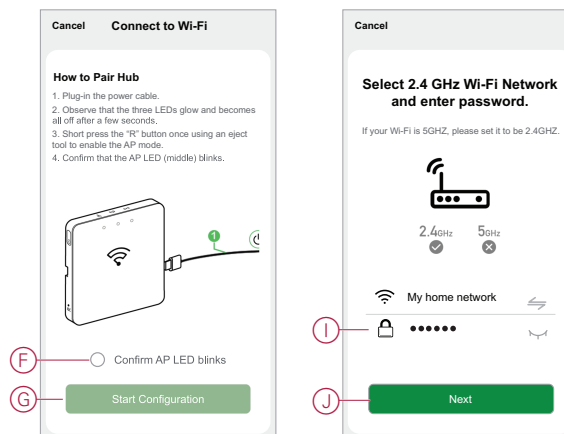 Cancel Connect to Wi-Fi
How to Pair Hub
1. Plug-in the power cable.
2. Observe that the three LEDs glow and becomes
all off after a few seconds.
3. Short press the “R” button once using an eject
tool to enable the AP mode.
4. Confirm that the AP LED (middle) blinks.
1
F Confirm AP LED blinks
G Start Configuration
Cancel
Select 2.4 GHz Wi-Fi Network
and enter password.
If your Wi-Fi is 5GHZ, please set it to be 2.4GHZ.
2.4GHz 5GHz
My home network
I ••••••
J Next